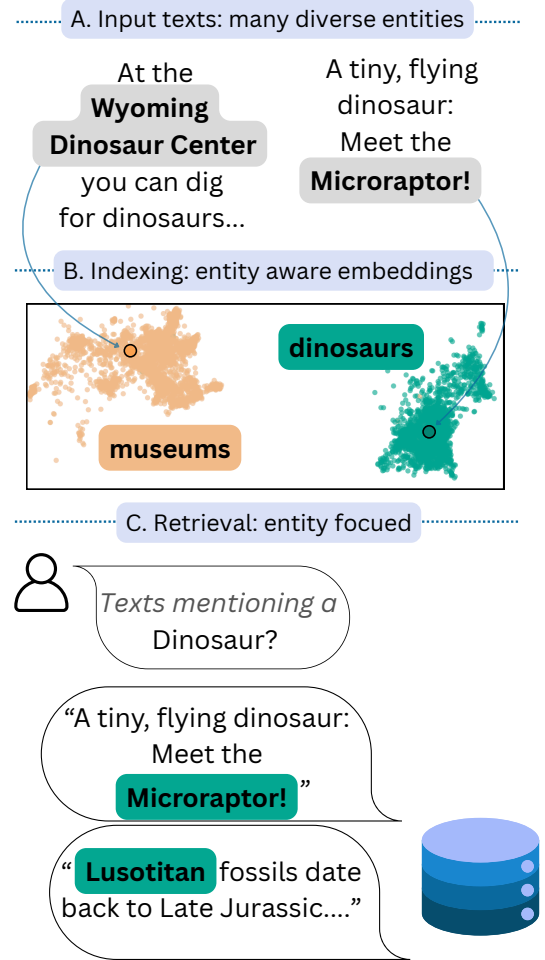 A. Input texts: many diverse entities
At the
Wyoming
Dinosaur Center
you can dig
for dinosaurs...
A tiny, flying
dinosaur:
Meet the
Microraptor!
B. Indexing: entity aware embeddings
dinosaurs
museums
C. Retrieval: entity focued
Texts mentioning a
Dinosaur?
“A tiny, flying dinosaur:
Meet the
Microraptor! ”
“ Lusotitan fossils date
back to Late Jurassic....”